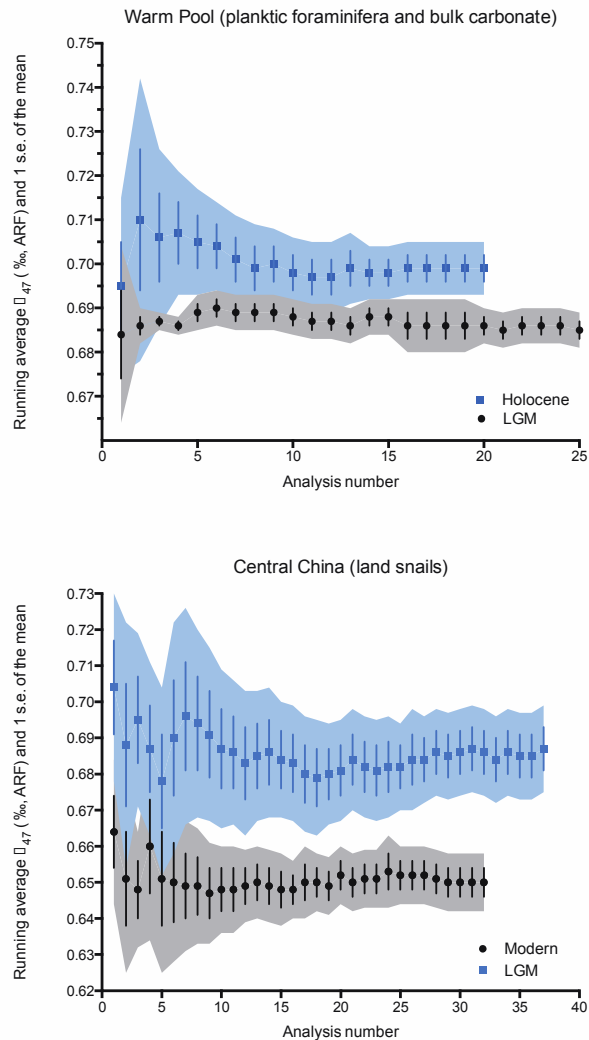 Warm Pool (planktic foraminifera and bulk carbonate)
Running average □47 (‰, ARF) and 1 s.e. of the mean
0.75
0.74
0.73
0.72
0.71
0.70
0.69
0.68
0.67
Holocene
LGM
0 5 10 15 20 25
Analysis number
Central China (land snails)
Running average □47 (‰, ARF) and 1 s.e. of the mean
0.73
0.72
0.71
0.70
0.69
0.68
0.67
0.66
0.65
0.64
0.63
0.62
Modern
LGM
0 5 10 15 20 25 30 35 40
Analysis number